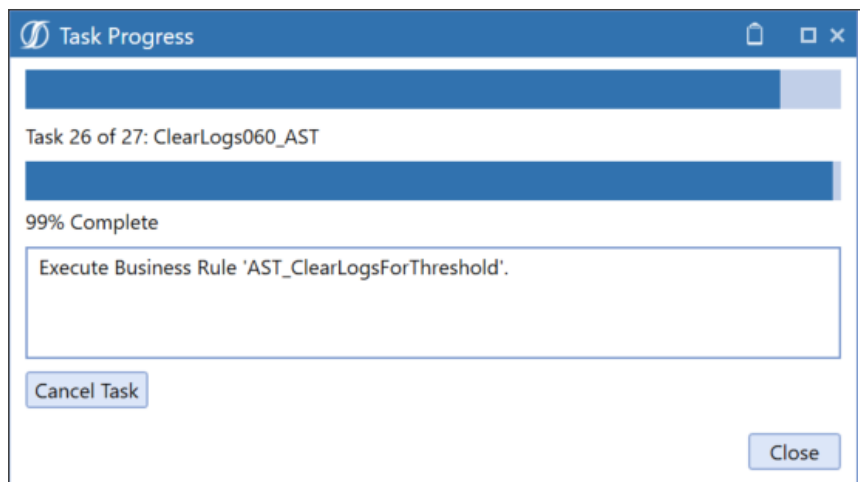 Task Progress
Task 26 of 27: ClearLogs060_AST
99% Complete
Execute Business Rule 'AST_ClearLogsForThreshold'.
Cancel Task
Close